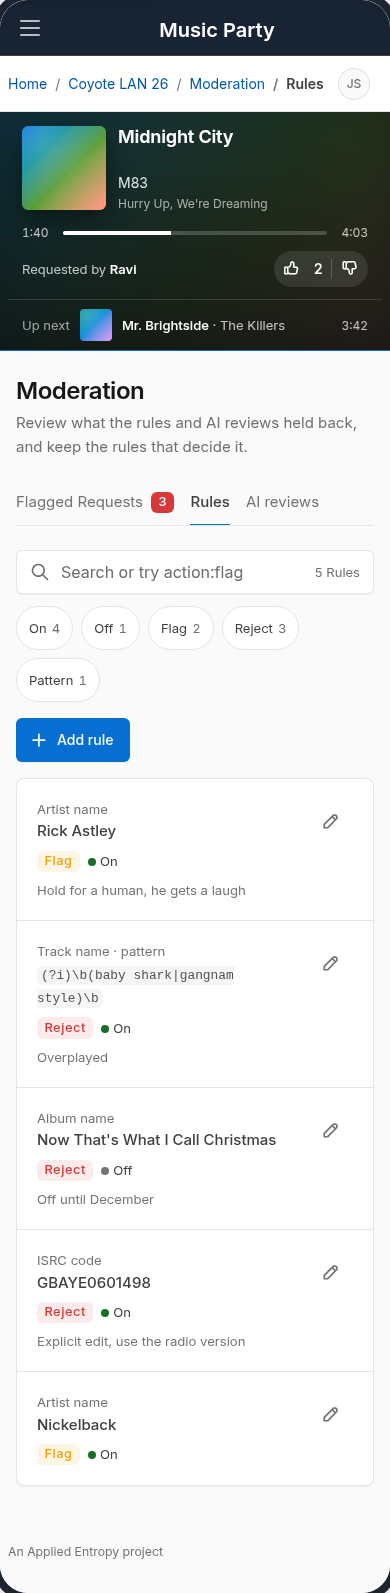 Music Party
Home / Coyote LAN 26 / Moderation / Rules JS
Midnight City
M83
Hurry Up, We're Dreaming
1:40 4:03
Requested by Ravi 2
Up next Mr. Brightside · The Killers 3:42
Moderation
Review what the rules and AI reviews held back,
and keep the rules that decide it.
Flagged Requests 3 Rules AI reviews
Search or try action:flag 5 Rules
On 4 Off 1 Flag 2 Reject 3
Pattern 1
Add rule
Artist name
Rick Astley
Flag On
Hold for a human, he gets a laugh
Track name · pattern
(?i)\b(baby shark|gangnam
style)\b
Reject On
Overplayed
Album name
Now That's What I Call Christmas
Reject Off
Off until December
ISRC code
GBAYE0601498
Reject On
Explicit edit, use the radio version
Artist name
Nickelback
Flag On
An Applied Entropy project